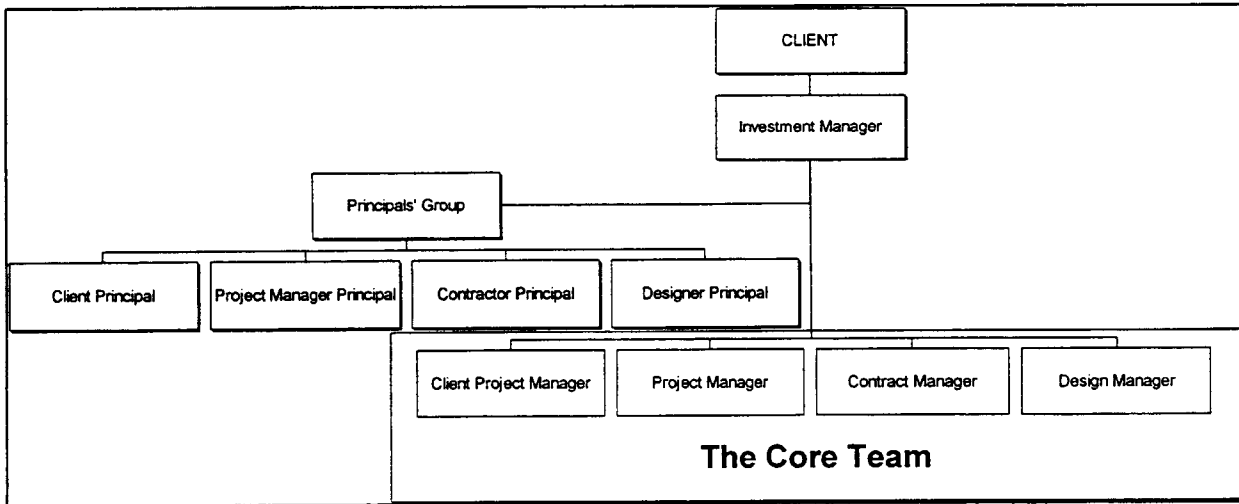 CLIENT
Investment Manager
Principals' Group
Client Principal
Project Manager Principal
Contractor Principal
Designer Principal
Client Project Manager
Project Manager
Contract Manager
Design Manager
The Core Team